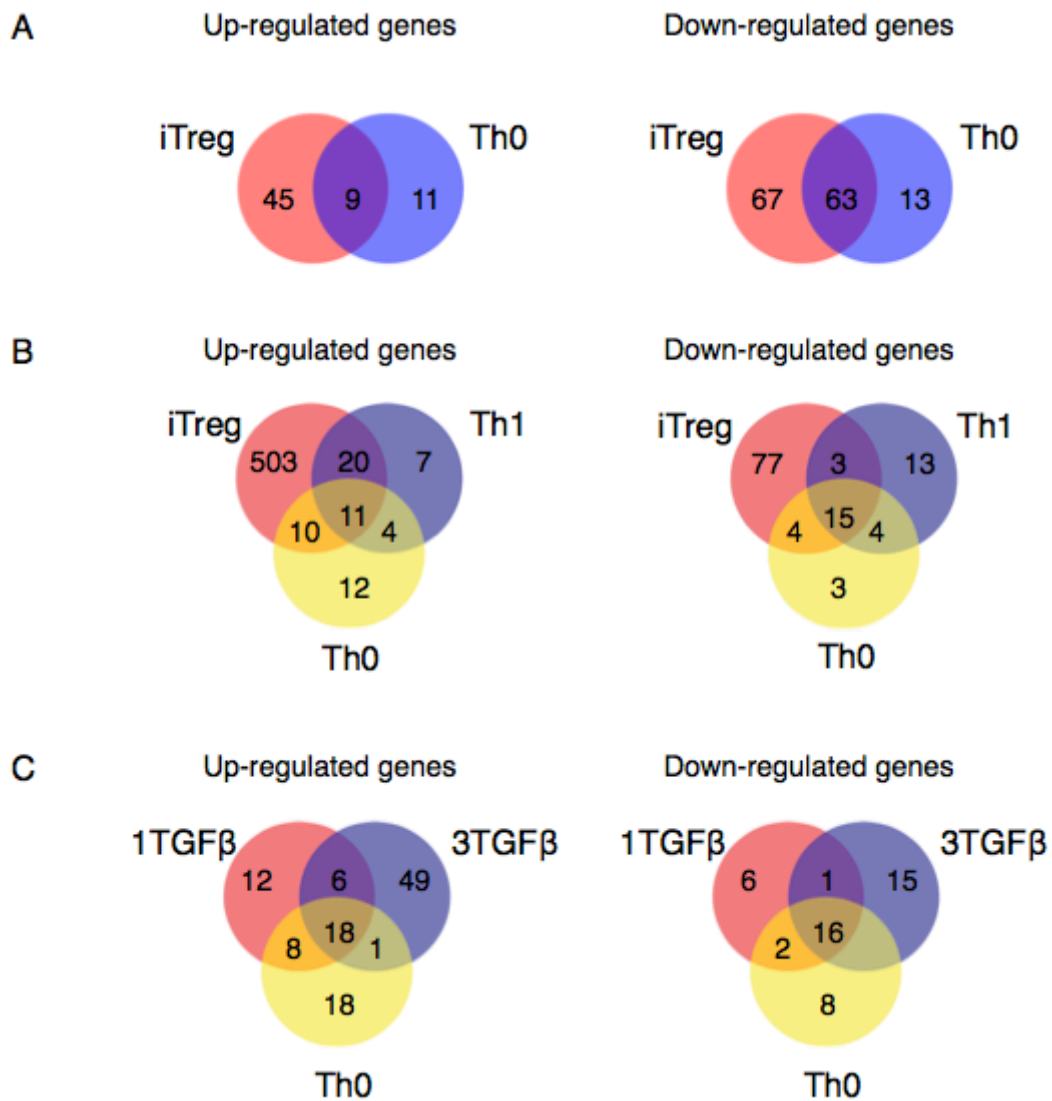 A Up-regulated genes Down-regulated genes
iTreg Th0 iTreg Th0
45 9 11 67 63 13
B Up-regulated genes Down-regulated genes
iTreg Th1 iTreg Th1
503 20 7 77 3 13
11 15
10 4 4 4
12 3
Th0 Th0
C Up-regulated genes Down-regulated genes
1TGFβ 3TGFβ 1TGFβ 3TGFβ
12 6 49 6 1 15
18 16
8 1 2
18 8
Th0 Th0